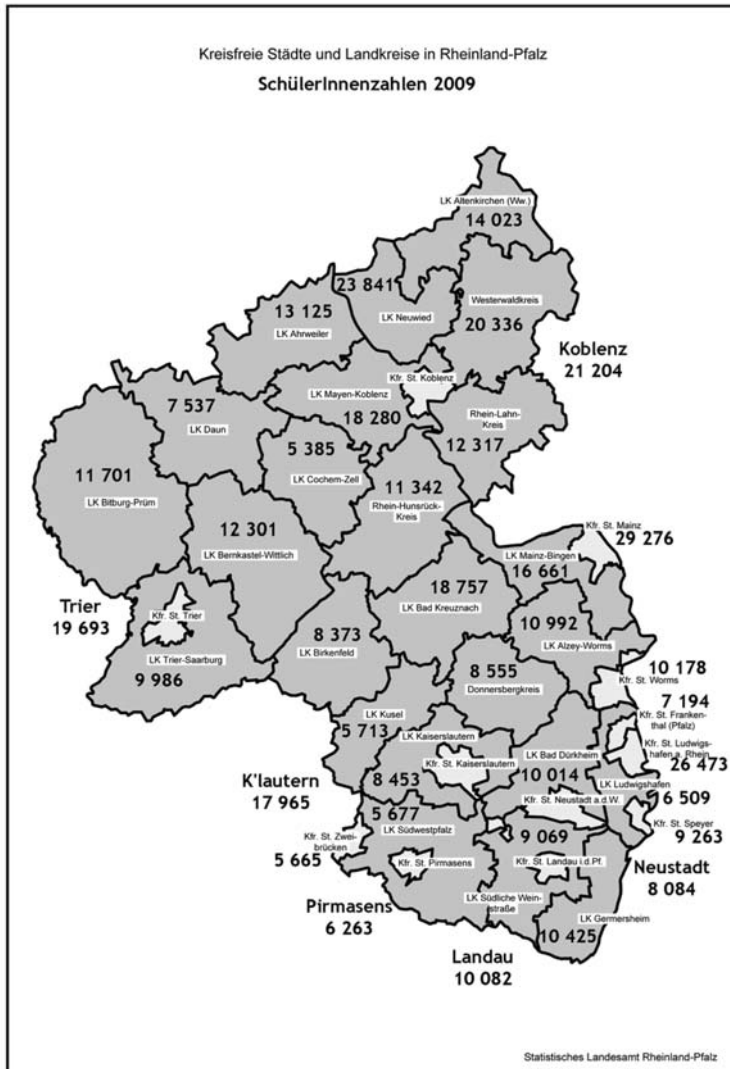 Kreisfreie Städte und Landkreise in Rheinland-Pfalz
SchülerInnenzahlen 2009
LK Altenkirchen (Ww.)
14 023
23 841
LK Neuwied
Westerwaldkreis
20 336
13 125
LK Ahrweiler
Koblenz
21 204
Kfr. St. Koblenz
LK Mayen-Koblenz
18 280
7 537
LK Daun
Rhein-Lahn-
Kreis
12 317
5 385
LK Cochem-Zell
11 701
LK Bitburg-Prüm
11 342
Rhein-Hunsrück-
Kreis
12 301
LK Bernkastel-Wittlich
Kfr. St. Mainz
29 276
LK Mainz-Bingen
16 661
18 757
LK Bad Kreuznach
Trier
19 693
Kfr. St. Trier
LK Trier-Saarburg
9 986
8 373
LK Birkenfeld
10 992
LK Alzey-Worms
8 555
Donnersbergkreis
10 178
Kfr. St. Worms
7 194
Kfr. St. Franken-
thal (Pfalz)
Kfr. St. Ludwigs-
hafen a. Rhein
26 473
LK Kusel
5 713
LK Kaiserslautern
Kfr. St. Kaiserslautern
8 453
LK Bad Dürkheim
10 014
LK Ludwigshafen
16 509
K'lautern
17 965
Kfr. St. Neustadt a.d.W.
Kfr. St. Speyer
9 263
5 677
LK Südwestpfalz
Kfr. St. Zwei-
brücken
5 665
Kfr. St. Pirmasens
9 069
Kfr. St. Landau i.d.Pf.
Neustadt
8 084
Pirmasens
6 263
LK Südliche Wein-
straße
LK Germersheim
10 425
Landau
10 082
Statistisches Landesamt Rheinland-Pfalz